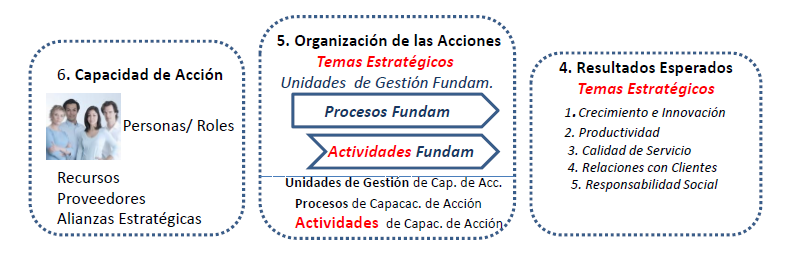 6. Capacidad de Acción
Personas/ Roles
Recursos
Proveedores
Alianzas Estratégicas
5. Organización de las Acciones
Temas Estratégicos
Unidades de Gestión Fundam.
Procesos Fundam
Actividades Fundam
Unidades de Gestión de Cap. de Acc.
Procesos de Capacac. de Acción
Actividades de Capac. de Acción
4. Resultados Esperados
Temas Estratégicos
1. Crecimiento e Innovación
2. Productividad
3. Calidad de Servicio
4. Relaciones con Clientes
5. Responsabilidad Social